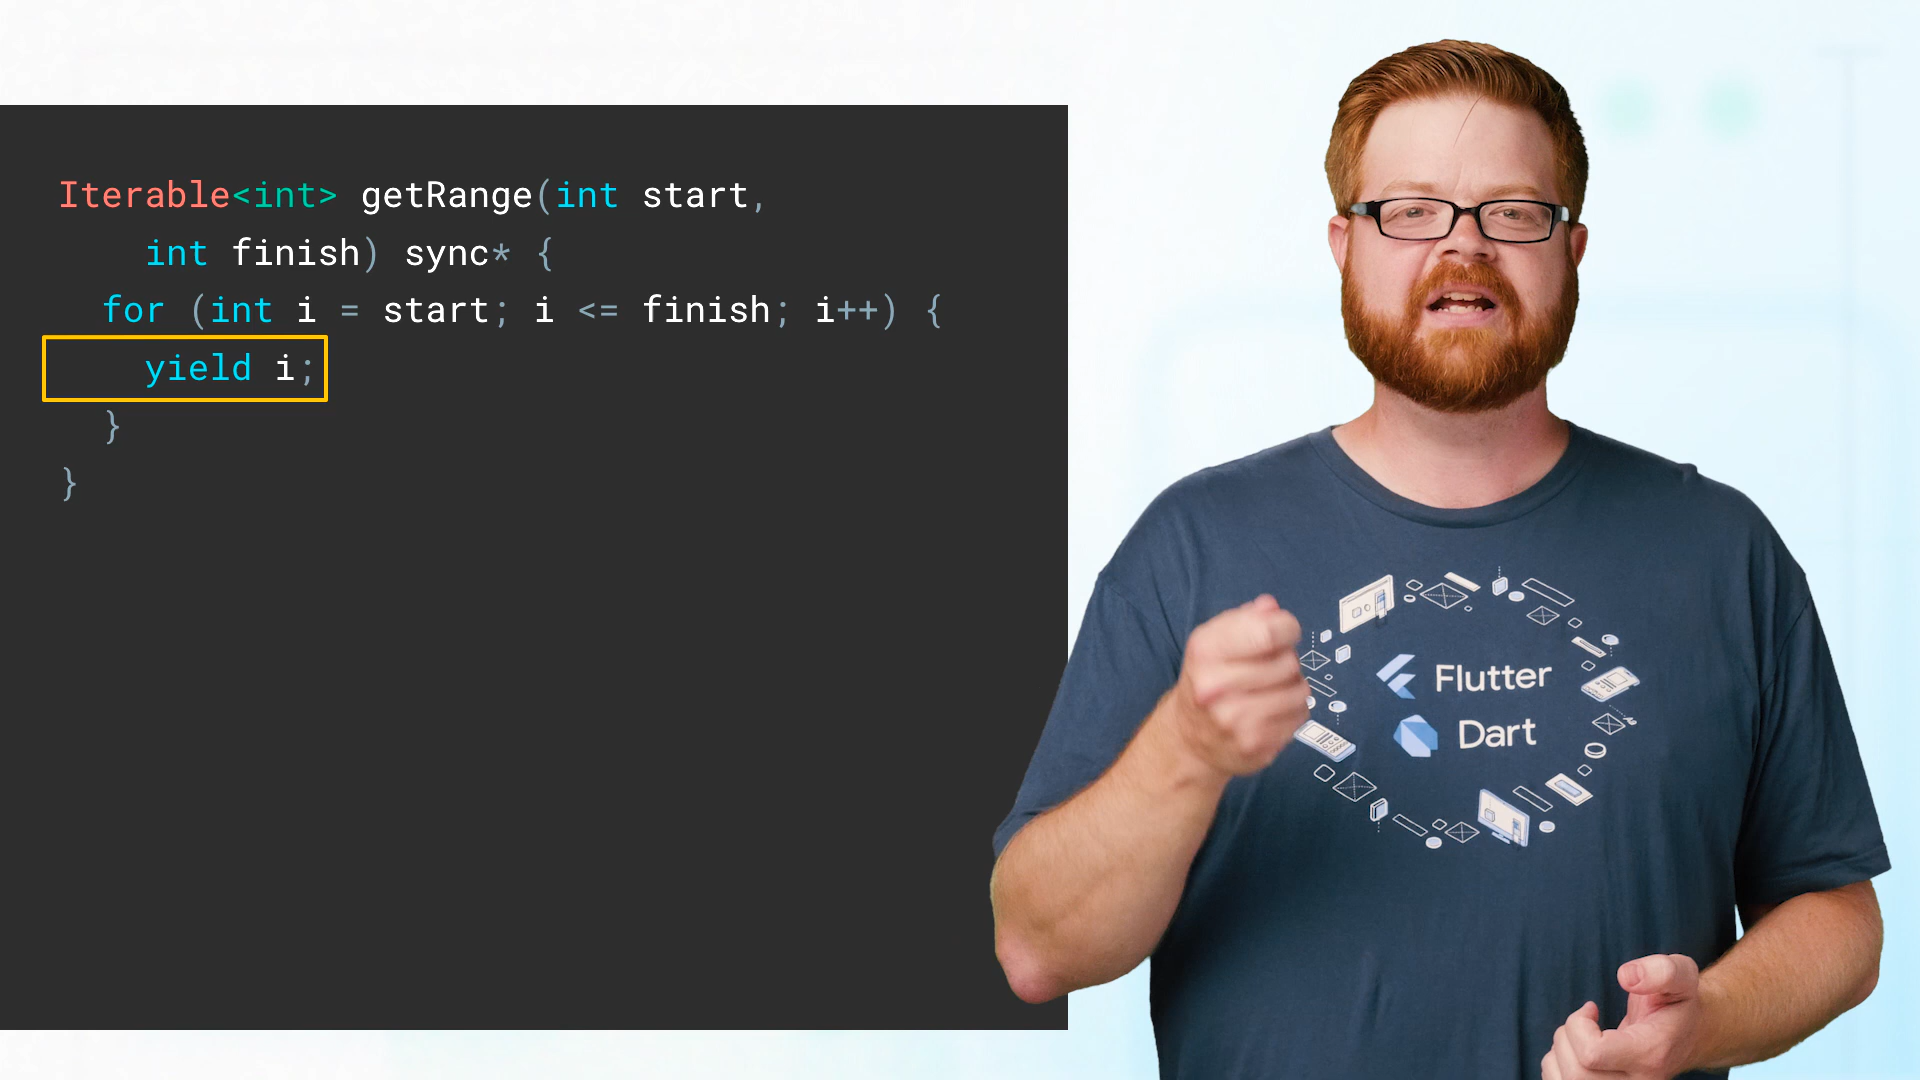 Iterable<int> getRange(int start,
int finish) sync* {
for (int i = start; i <= finish; i++) {
yield i;
}
}
Flutter
Dart